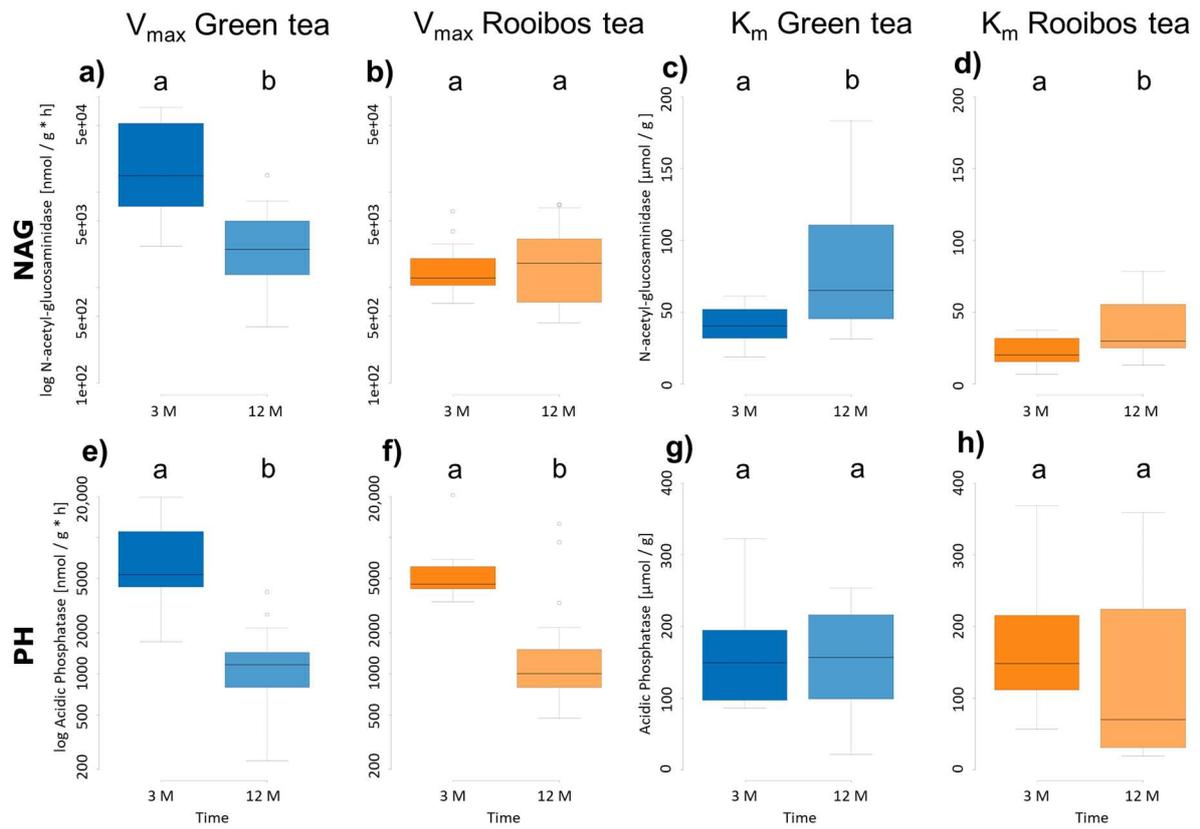 Vmax Green tea
Vmax Rooibos tea
Km Green tea
Km Rooibos tea
NAG
a)
a b
log N-acetyl-glucosaminidase [nmol / g * h]
5e+04
5e+03
5e+02
1e+02
3 M 12 M
b)
a a
5e+04
5e+03
5e+02
1e+02
3 M 12 M
c)
a b
N-acetyl-glucosaminidase [µmol / g ]
200
150
100
50
0
3 M 12 M
d)
a b
200
150
100
50
0
3 M 12 M
PH
e)
a b
log Acidic Phosphatase [nmol / g * h]
20,000
5000
2000
1000
500
200
3 M 12 M
Time
f)
a b
20,000
5000
2000
1000
500
200
3 M 12 M
Time
g)
a a
Acidic Phosphatase [µmol / g]
400
300
200
100
0
3 M 12 M
Time
h)
a a
400
300
200
100
0
3 M 12 M
Time